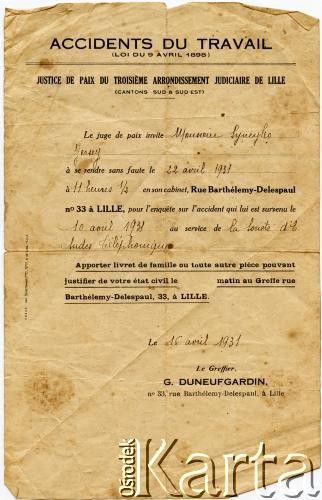 ACCIDENTS DU TRAVAIL
(LOI DU 9 AVRIL 1898)
JUSTICE DE PAIX DU TROISIÈME ARRONDISSEMENT JUDICIAIRE DE LILLE
(CANTONS SUD & SUD EST)
Le juge de paix invite Monsieur
Jerzy
à se rendre sans faute le 22 avril 1931
à 11 heures ¼ en son cabinet, Rue Barthélemy-Delespaul
n° 33 à LILLE, pour l'enquête sur l'accident qui lui est survenu le
10 août 1931 au service de la Société d'E
tudes téléphoniques
Apporter livret de famille ou toute autre pièce pouvant
justifier de votre état civil le matin au Greffe rue
Barthélemy-Delespaul, 33, à LILLE.
Le 16 avril 1931
Le Greffier.
G. DUNEUFGARDIN,
n° 33, rue Barthélemy-Delespaul, à Lille
Ośrodek
Karta